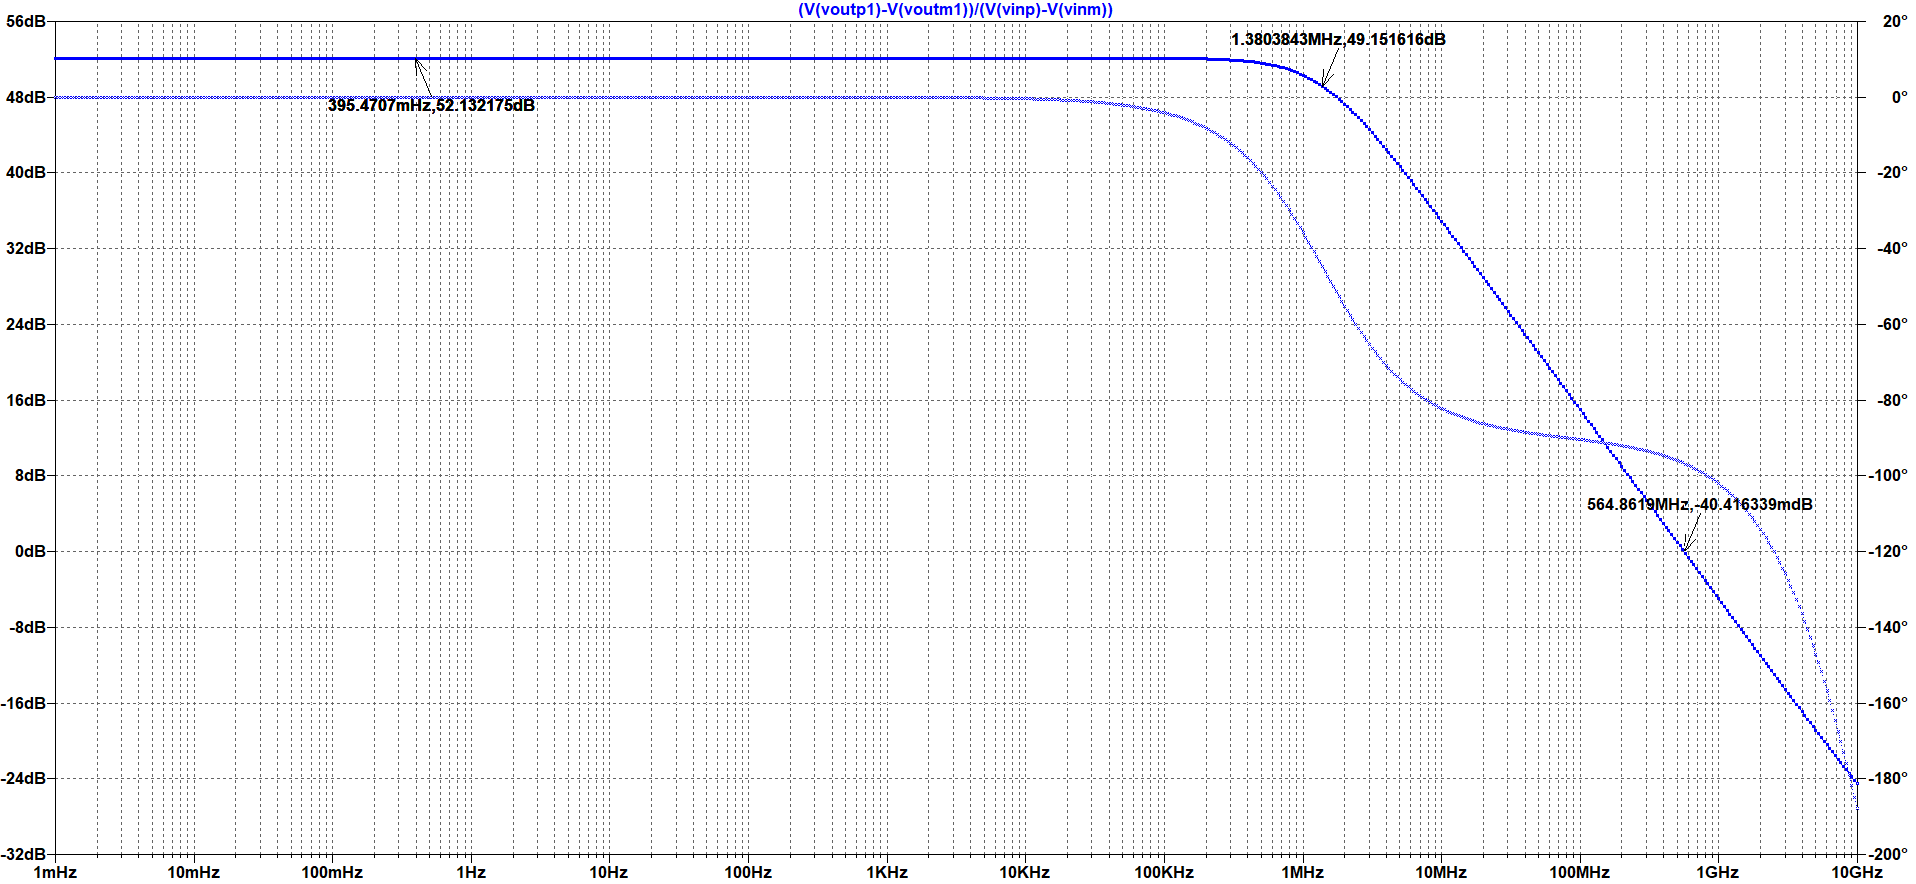 (V(voutp1)-V(voutm1))/(V(vinp)-V(vinm))
56dB
20°
1.3803843MHz,49.151616dB
48dB
0°
395.4707mHz,52.132175dB
40dB
-20°
32dB
-40°
24dB
-60°
16dB
-80°
8dB
-100°
564.8619MHz,-40.416339mdB
0dB
-120°
-8dB
-140°
-16dB
-160°
-24dB
-180°
-32dB
-200°
1mHz 10mHz 100mHz 1Hz 10Hz 100Hz 1KHz 10KHz 100KHz 1MHz 10MHz 100MHz 1GHz 10GHz